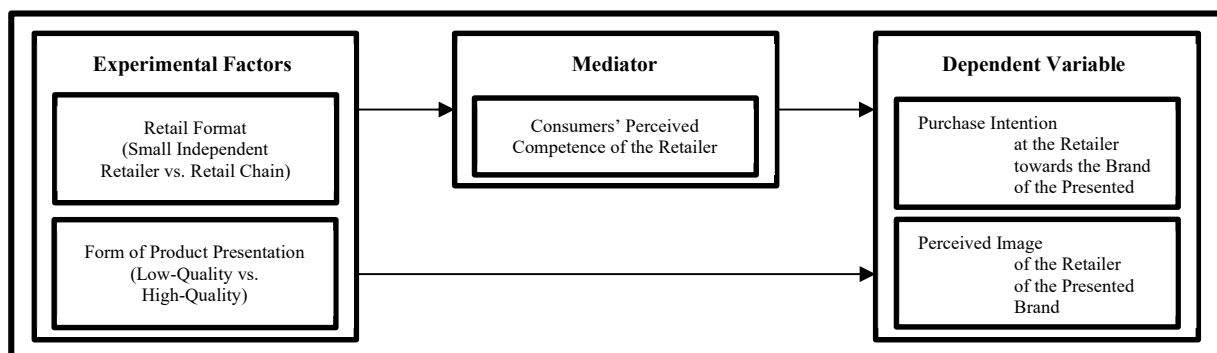 Experimental Factors
Retail Format
(Small Independent
Retailer vs. Retail Chain)
Form of Product Presentation
(Low-Quality vs.
High-Quality)
Mediator
Consumers’ Perceived
Competence of the Retailer
Dependent Variable
Purchase Intention
at the Retailer
towards the Brand
of the Presented
Perceived Image
of the Retailer
of the Presented
Brand